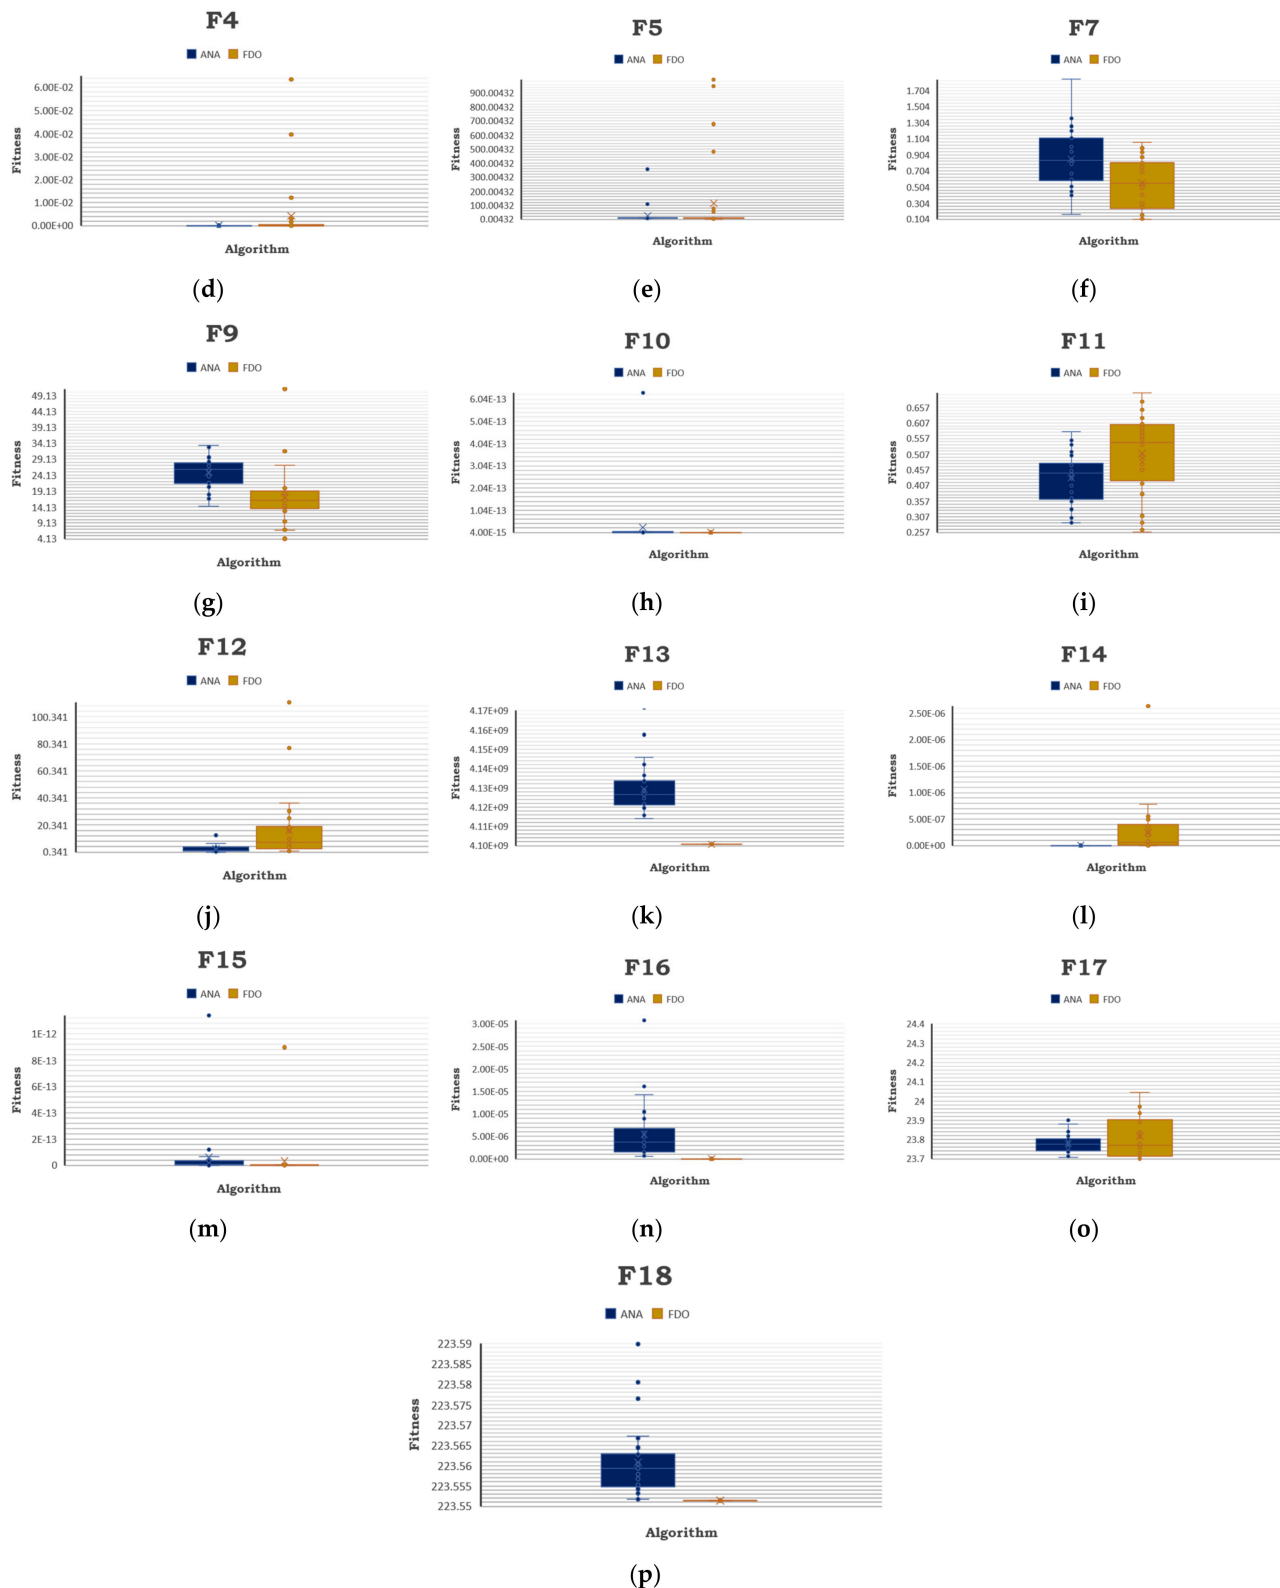 F4
ANA FDO
Fitness
6.00E-02
5.00E-02
4.00E-02
3.00E-02
2.00E-02
1.00E-02
0.00E+00
Algorithm
(d)
F5
ANA FDO
Fitness
900.00432
800.00432
700.00432
600.00432
500.00432
400.00432
300.00432
200.00432
100.00432
0.00432
Algorithm
(e)
F7
ANA FDO
Fitness
1.704
1.504
1.304
1.104
0.904
0.704
0.504
0.304
0.104
Algorithm
(f)
F9
ANA FDO
Fitness
49.13
44.13
39.13
34.13
29.13
24.13
19.13
14.13
9.13
4.13
Algorithm
(g)
F10
ANA FDO
Fitness
6.04E-13
5.04E-13
4.04E-13
3.04E-13
2.04E-13
1.04E-13
4.00E-15
Algorithm
(h)
F11
ANA FDO
Fitness
0.657
0.607
0.557
0.507
0.457
0.407
0.357
0.307
0.257
Algorithm
(i)
F12
ANA FDO
Fitness
100.341
80.341
60.341
40.341
20.341
0.341
Algorithm
(j)
F13
ANA FDO
Fitness
4.17E+09
4.16E+09
4.15E+09
4.14E+09
4.13E+09
4.12E+09
4.11E+09
4.10E+09
Algorithm
(k)
F14
ANA FDO
Fitness
2.50E-06
2.00E-06
1.50E-06
1.00E-06
5.00E-07
0.00E+00
Algorithm
(l)
F15
ANA FDO
Fitness
1E-12
8E-13
6E-13
4E-13
2E-13
0
Algorithm
(m)
F16
ANA FDO
Fitness
3.00E-05
2.50E-05
2.00E-05
1.50E-05
1.00E-05
5.00E-06
0.00E+00
Algorithm
(n)
F17
ANA FDO
Fitness
24.4
24.3
24.2
24.1
24
23.9
23.8
23.7
Algorithm
(o)
F18
ANA FDO
Fitness
223.59
223.585
223.58
223.575
223.57
223.565
223.56
223.555
223.55
Algorithm
(p)